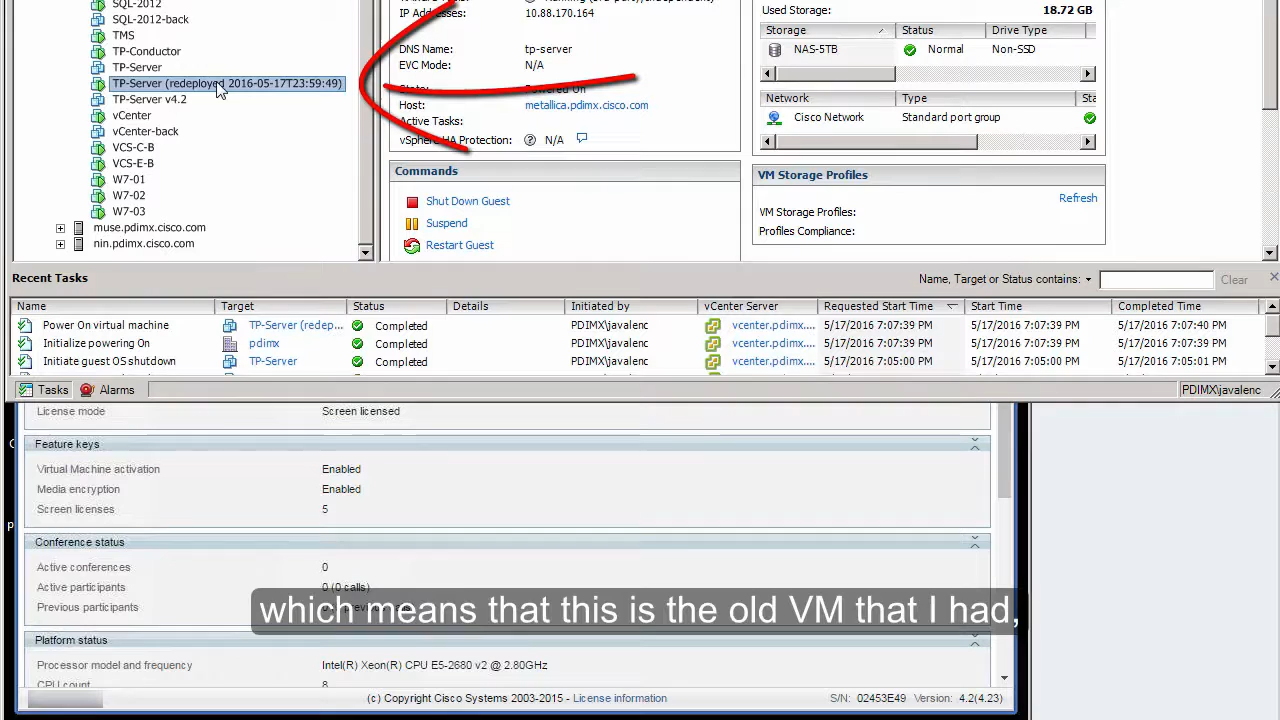 SQL-2012
SQL-2012-back
TMS
TP-Conductor
TP-Server
TP-Server (redeployed 2016-05-17T23:59:49)
TP-Server v4.2
vCenter
vCenter-back
VCS-C-B
VCS-E-B
W7-01
W7-02
W7-03
muse.pdimx.cisco.com
nin.pdimx.cisco.com
IP Addresses: 10.88.170.164
DNS Name: tp-server
EVC Mode: N/A
State: Powered On
Host: metallica.pdimx.cisco.com
Active Tasks:
vSphere HA Protection: N/A
Commands
Shut Down Guest
Suspend
Restart Guest
Used Storage: 18.72 GB
Storage Status Drive Type
NAS-5TB Normal Non-SSD
Network Type Sta
Cisco Network Standard port group
VM Storage Profiles
Refresh
VM Storage Profiles:
Profiles Compliance:
Recent Tasks Name, Target or Status contains: Clear
Name Target Status Details Initiated by vCenter Server Requested Start Time Start Time Completed Time
Power On virtual machine TP-Server (redep... Completed PDIMX\javalenc vcenter.pdimx.... 5/17/2016 7:07:39 PM 5/17/2016 7:07:39 PM 5/17/2016 7:07:40 PM
Initialize powering On pdimx Completed PDIMX\javalenc vcenter.pdimx.... 5/17/2016 7:07:39 PM 5/17/2016 7:07:39 PM 5/17/2016 7:07:39 PM
Initiate guest OS shutdown TP-Server Completed PDIMX\javalenc vcenter.pdimx.... 5/17/2016 7:05:00 PM 5/17/2016 7:05:00 PM 5/17/2016 7:05:01 PM
Tasks Alarms PDIMX\javalenc
License mode Screen licensed
Feature keys
Virtual Machine activation Enabled
Media encryption Enabled
Screen licenses 5
Conference status
Active conferences 0
Active participants 0 (0 calls)
Previous participants
which means that this is the old VM that I had,
Platform status
Processor model and frequency Intel(R) Xeon(R) CPU E5-2680 v2 @ 2.80GHz
CPU count 8
(c) Copyright Cisco Systems 2003-2015 - License information S/N: 02453E49 Version: 4.2(4.23)